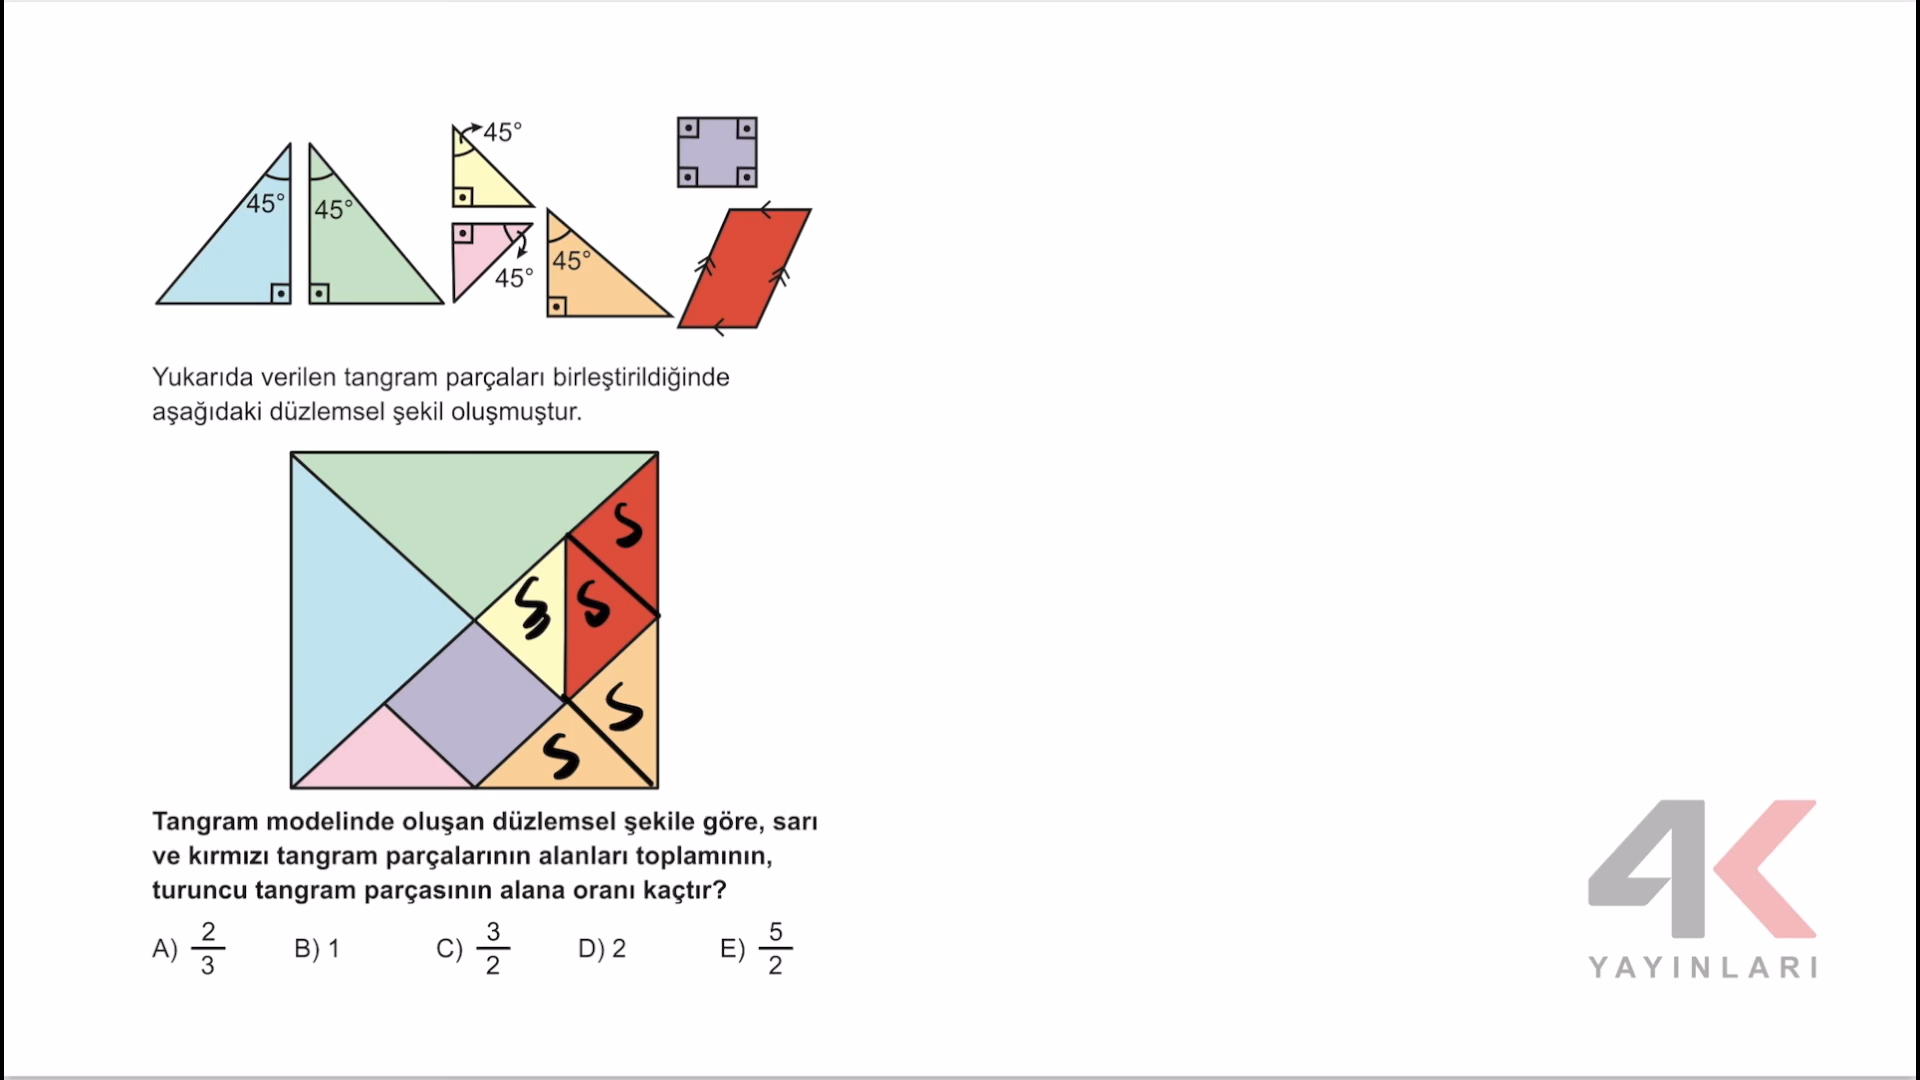 45°
45°
45°
45°
45°
Yukarıda verilen tangram parçaları birleştirildiğinde
aşağıdaki düzlemsel şekil oluşmuştur.
S
S
S
S
S
Tangram modelinde oluşan düzlemsel şekile göre, sarı
ve kırmızı tangram parçalarının alanları toplamının,
turuncu tangram parçasının alana oranı kaçtır?
A) 2/3 B) 1 C) 3/2 D) 2 E) 5/2
4K
YAYINLARI